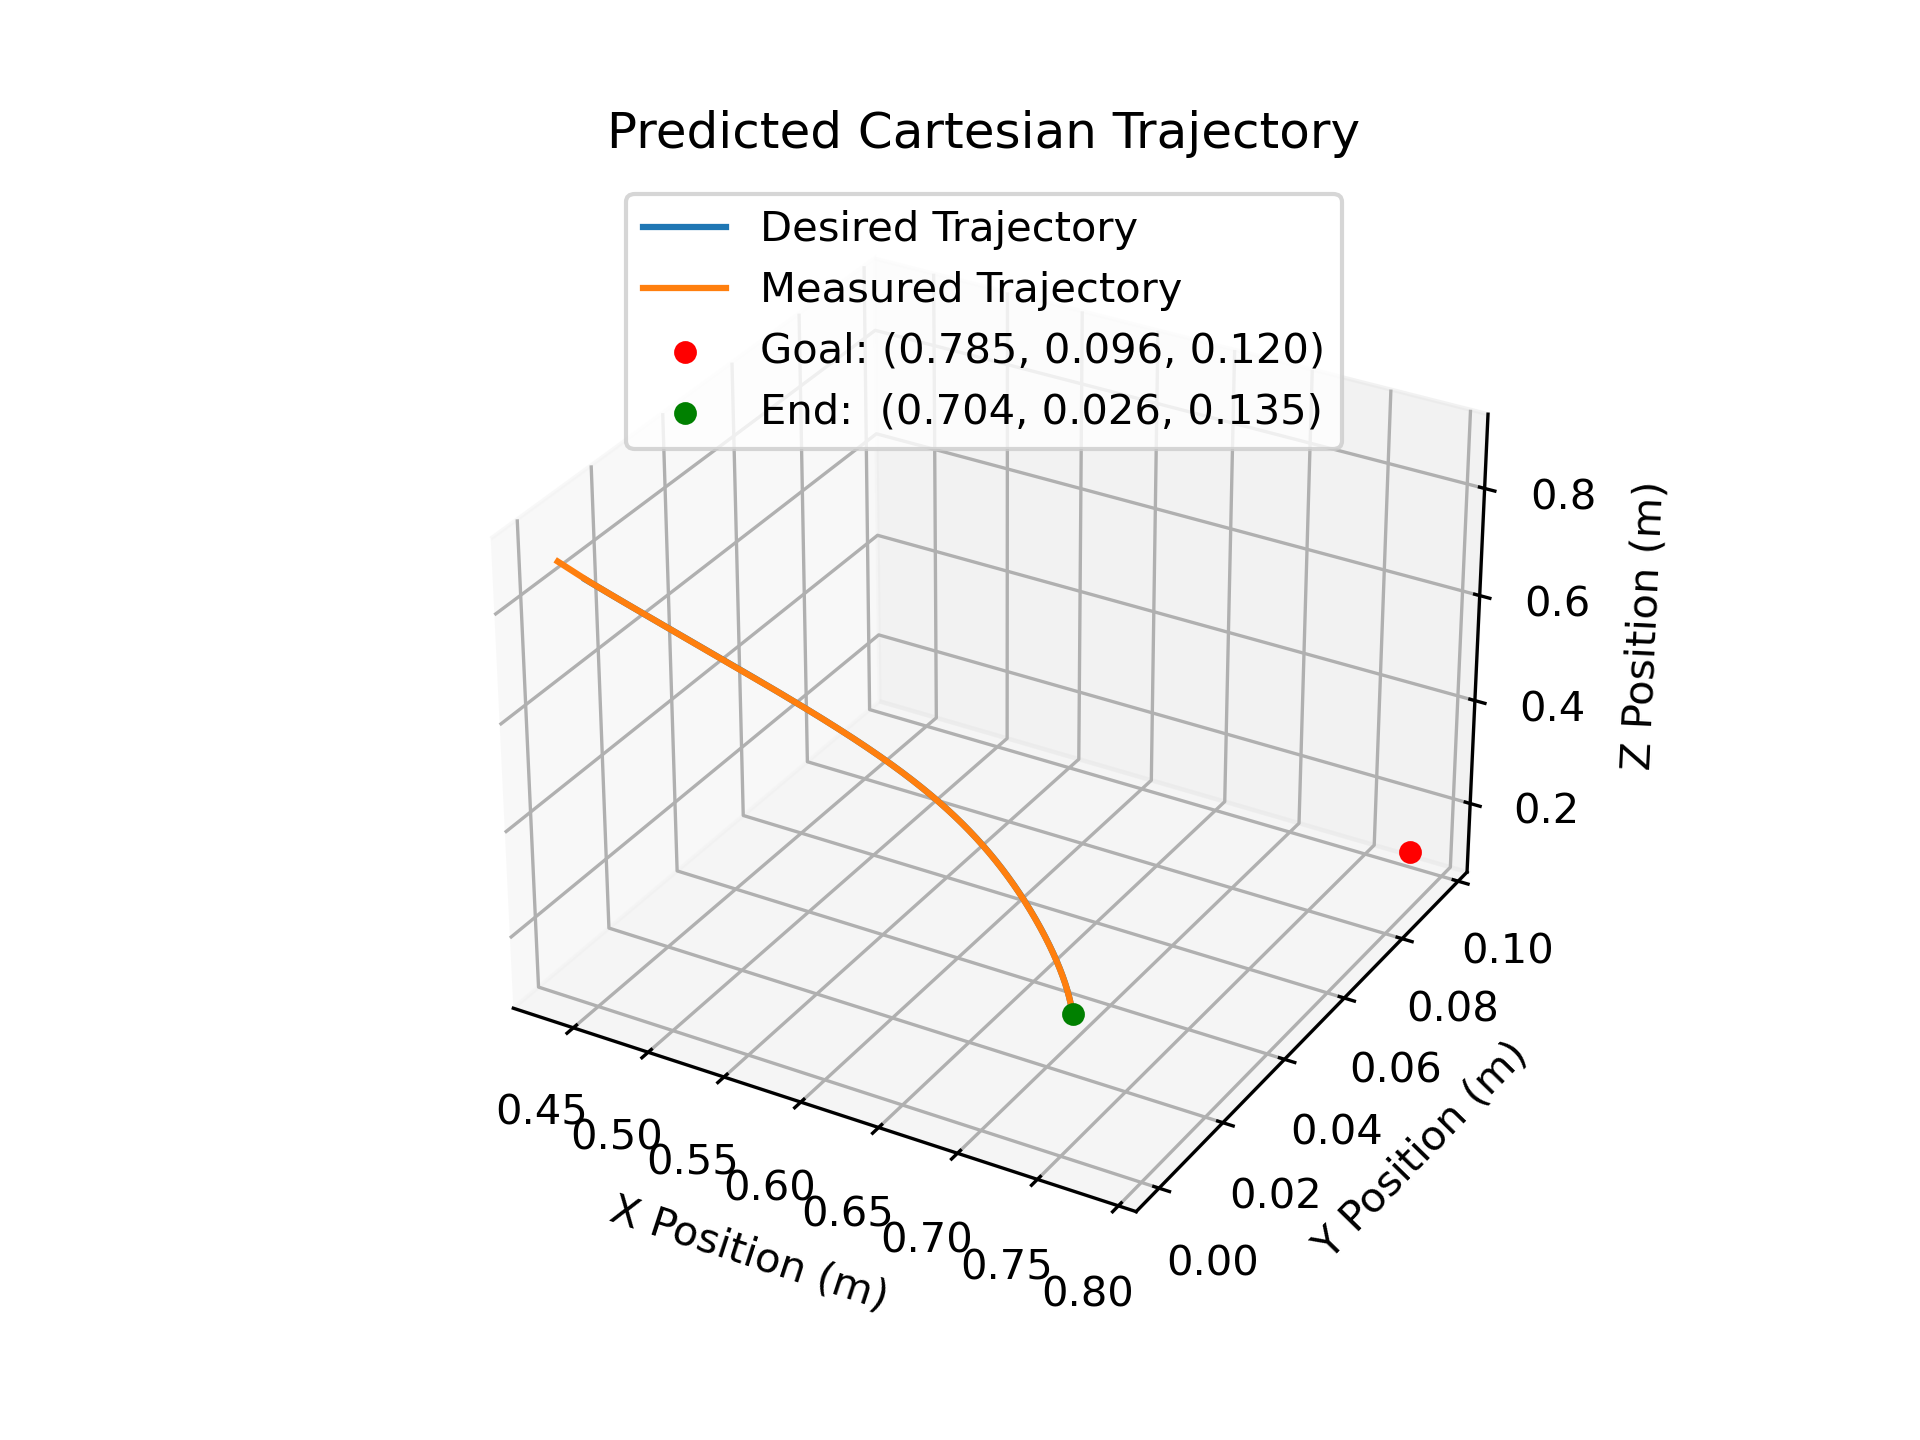 Predicted Cartesian Trajectory
Desired Trajectory
Measured Trajectory
Goal: (0.785, 0.096, 0.120)
End:  (0.704, 0.026, 0.135)
0.8
0.6
0.4
0.2
Z Position (m)
0.10
0.08
0.06
0.04
0.02
0.00
Y Position (m)
0.45
0.50
0.55
0.60
0.65
0.70
0.75
0.80
X Position (m)